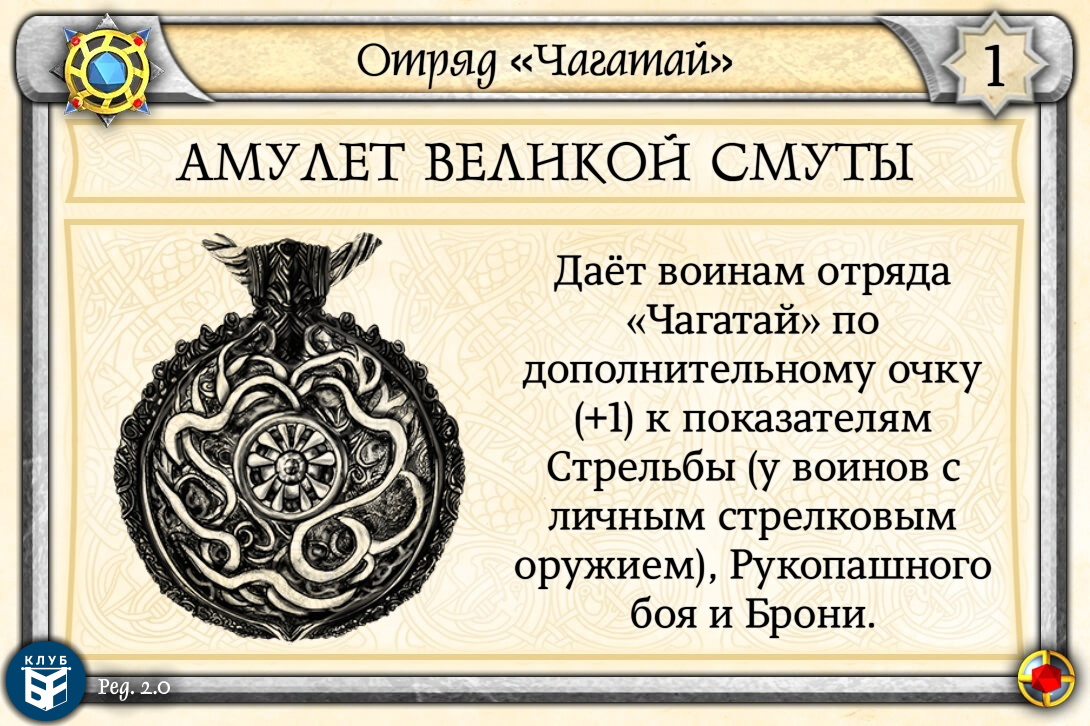 Отряд «Чагатай»
1
АМУЛЕТ ВЕЛИКОЙ СМУТЫ
Даёт воинам отряда
«Чагатай» по
дополнительному очку
(+1) к показателям
Стрельбы (у воинов с
личным стрелковым
оружием), Рукопашного
боя и Брони.
КЛУБ
Ред. 2.0